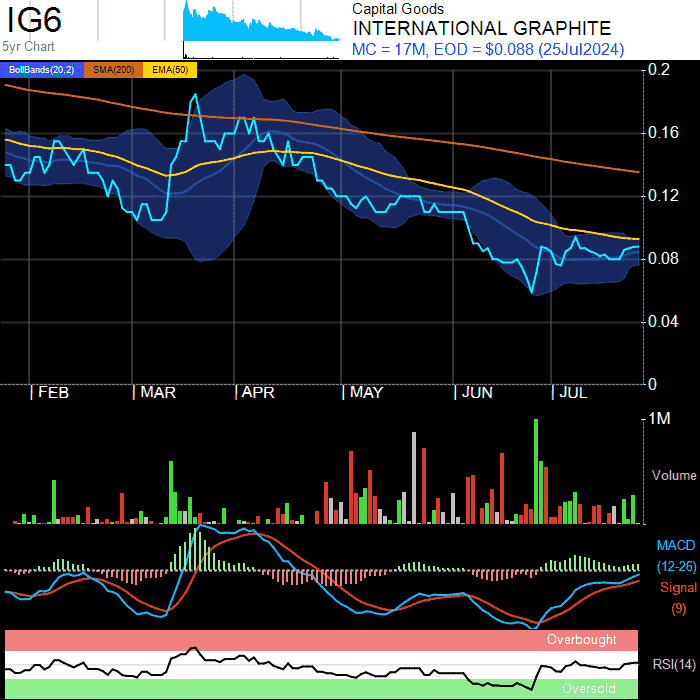 IG6
5yr Chart
Capital Goods
INTERNATIONAL GRAPHITE
MC = 17M, EOD = $0.088 (25Jul2024)
BollBands(20,2) SMA(200) EMA(50)
0.2
0.16
0.12
0.08
0.04
0
FEB MAR APR MAY JUN JUL
1M
Volume
MACD
(12-26)
Signal
(9)
Overbought
RSI(14)
Oversold